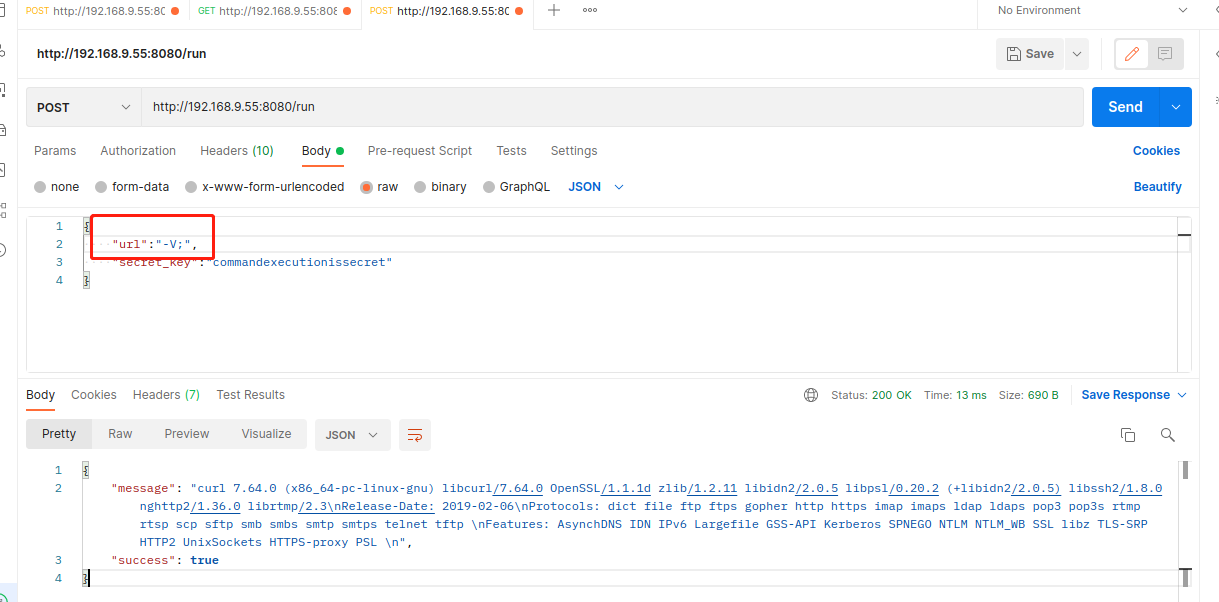 POST http://192.168.9.55:80
GET http://192.168.9.55:808
POST http://192.168.9.55:80
No Environment
http://192.168.9.55:8080/run
Save
POST http://192.168.9.55:8080/run Send
Params Authorization Headers (10) Body Pre-request Script Tests Settings Cookies
none form-data x-www-form-urlencoded raw binary GraphQL JSON Beautify
1 {
2 "url":"-V;",
3 "secret_key":"commandexecutionissecret"
4 }
Body Cookies Headers (7) Test Results Status: 200 OK Time: 13 ms Size: 690 B Save Response
Pretty Raw Preview Visualize JSON
1 {
2 "message": "curl 7.64.0 (x86_64-pc-linux-gnu) libcurl/7.64.0 OpenSSL/1.1.1d zlib/1.2.11 libidn2/2.0.5 libpsl/0.20.2 (+libidn2/2.0.5) libssh2/1.8.0
nghttp2/1.36.0 librtmp/2.3\nRelease-Date: 2019-02-06\nProtocols: dict file ftp ftps gopher http https imap imaps ldap ldaps pop3 pop3s rtmp
rtsp scp sftp smb smbs smtp smtps telnet tftp \nFeatures: AsynchDNS IDN IPv6 Largefile GSS-API Kerberos SPNEGO NTLM NTLM_WB SSL libz TLS-SRP
HTTP2 UnixSockets HTTPS-proxy PSL \n",
3 "success": true
4 }